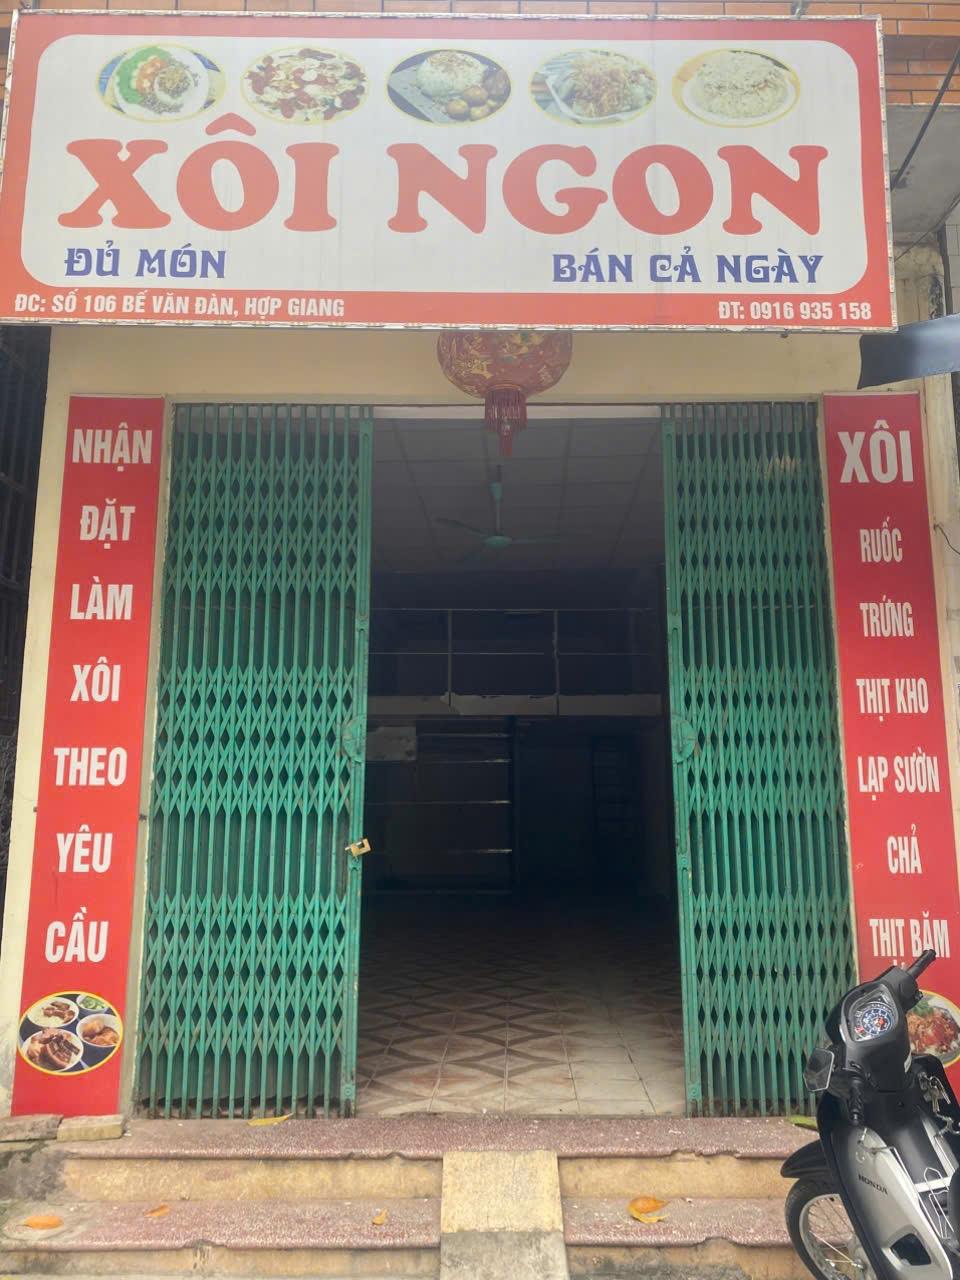 XÔI NGON
ĐỦ MÓN
BÁN CẢ NGÀY
ĐC: SỐ 106 BẾ VĂN ĐÀN, HỢP GIANG
ĐT: 0916 935 158
NHẬN
ĐẶT
LÀM
XÔI
THEO
YÊU
CẦU
XÔI
RUỐC
TRỨNG
THỊT KHO
LẠP SƯỜN
CHẢ
THỊT BĂM
HONDA